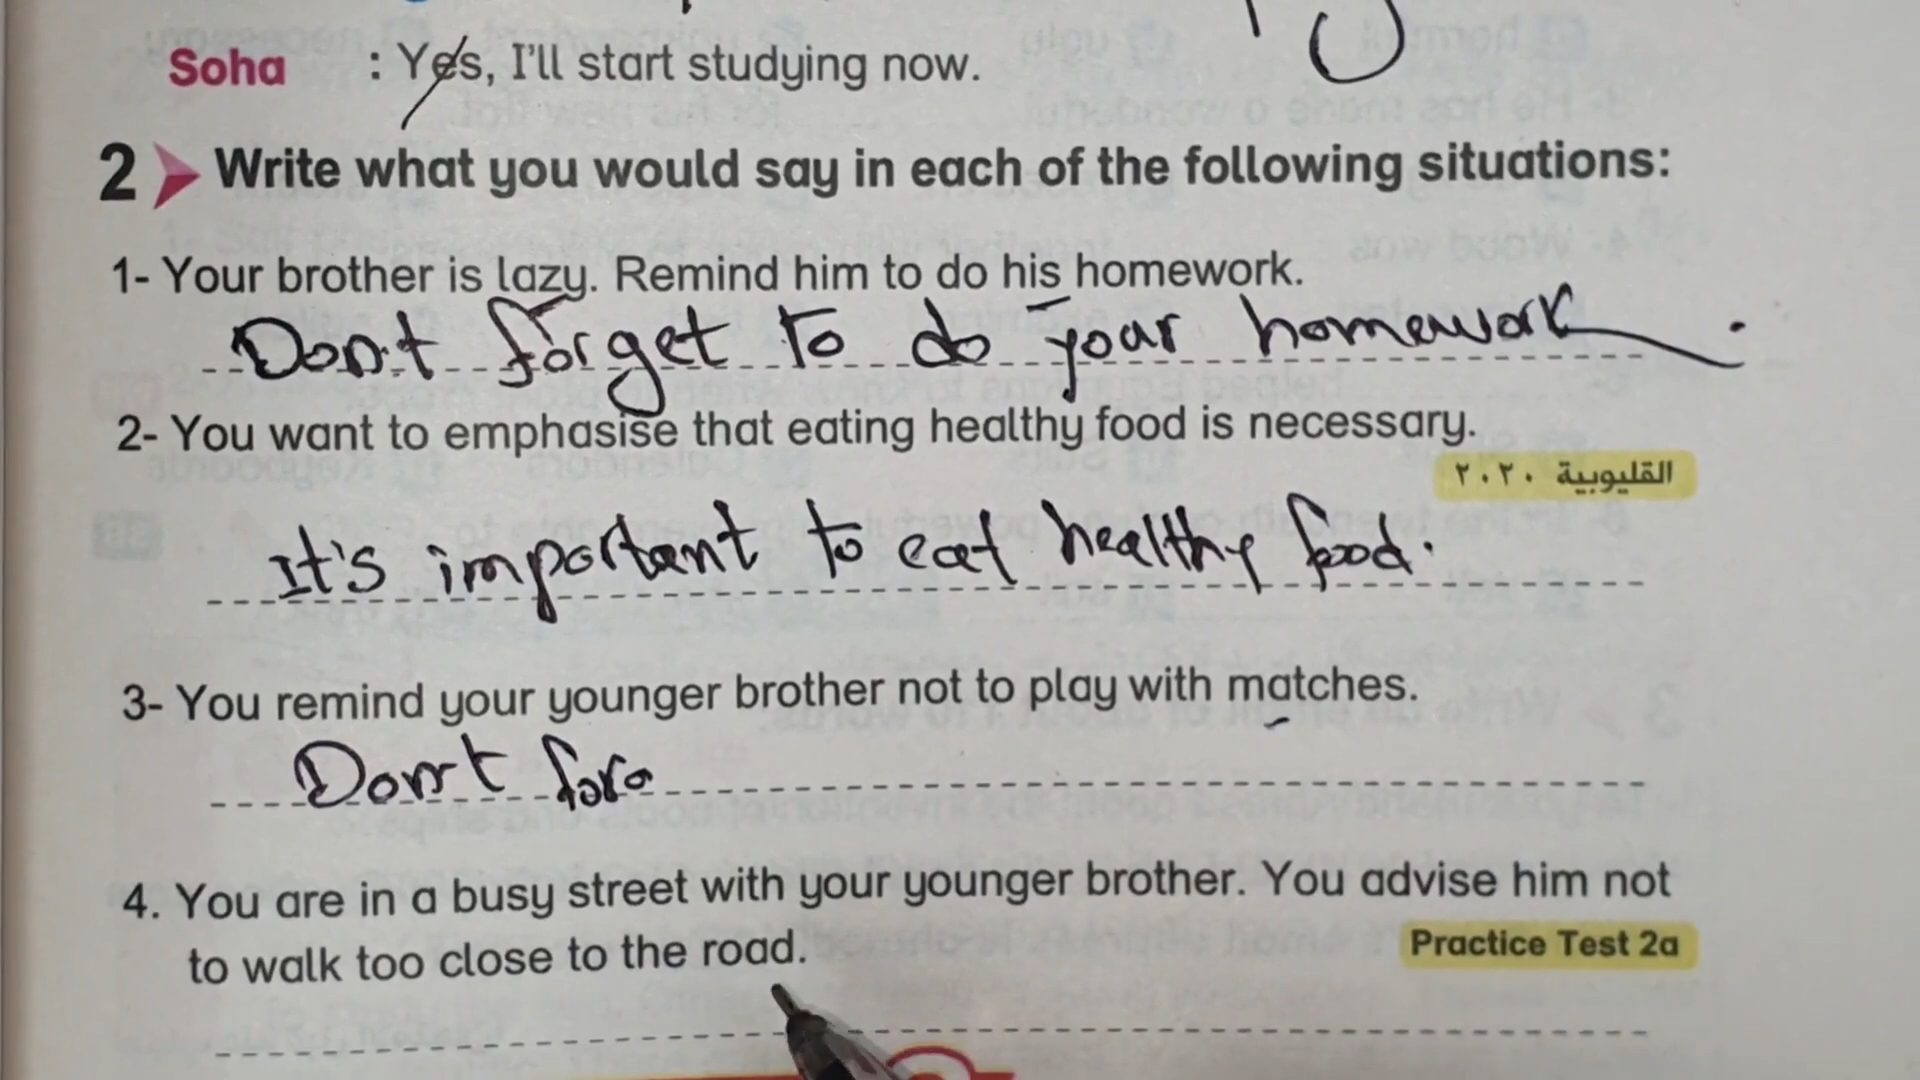 Soha : Yes, I'll start studying now.
2 Write what you would say in each of the following situations:
1- Your brother is lazy. Remind him to do his homework.
Don't forget to do your homework.
2- You want to emphasise that eating healthy food is necessary.
القليوبية ٢٠٢٠
It's important to eat healthy food.
3- You remind your younger brother not to play with matches.
Don't
4. You are in a busy street with your younger brother. You advise him not
to walk too close to the road.
Practice Test 2a